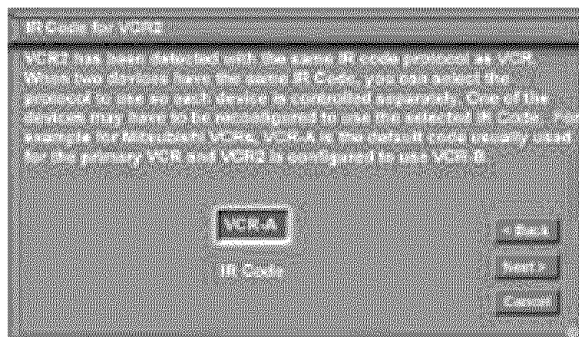 IR Code for VCR2
VCR2 has been detected with the same IR code protocol as VCR.
When two devices have the same IR Code, you can select the
protocol to use so each device is controlled separately. One of the
devices may have to be reconfigured to use the selected IR Code. For
example for Mitsubishi VCRs, VCR-A is the default code usually used
for the primary VCR and VCR2 is configured to use VCR-B.
VCR-A
< Back
IR Code
Next >
Cancel